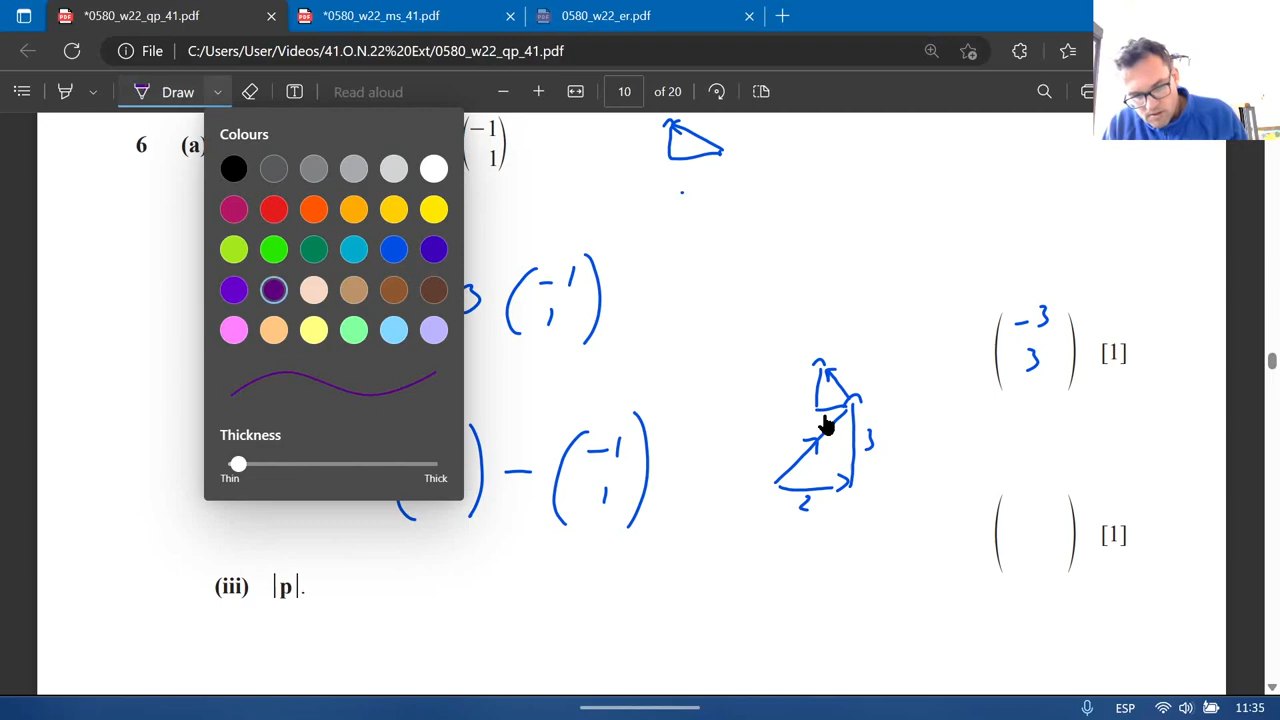 *0580_w22_qp_41.pdf
*0580_w22_ms_41.pdf
0580_w22_er.pdf
File
C:/Users/User/Videos/41.O.N.22%20Ext/0580_w22_qp_41.pdf
Draw
Read aloud
10 of 20
Colours
Thickness
Thin
Thick
6 (a)
-1
1
3 (-1
1)
-3
3
[1]
- (-1
1)
3
2
[1]
(iii) |p|.
ESP
11:35